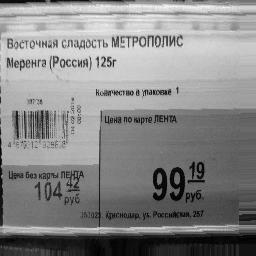 Восточная сладость МЕТРОПОЛИС
Меренга (Россия) 125г
Количество в упаковке 1
Цена по карте ЛЕНТА
Цена без карты ЛЕНТА
104 42 руб
99 19 руб.
Краснодар, ул. Российская, 257